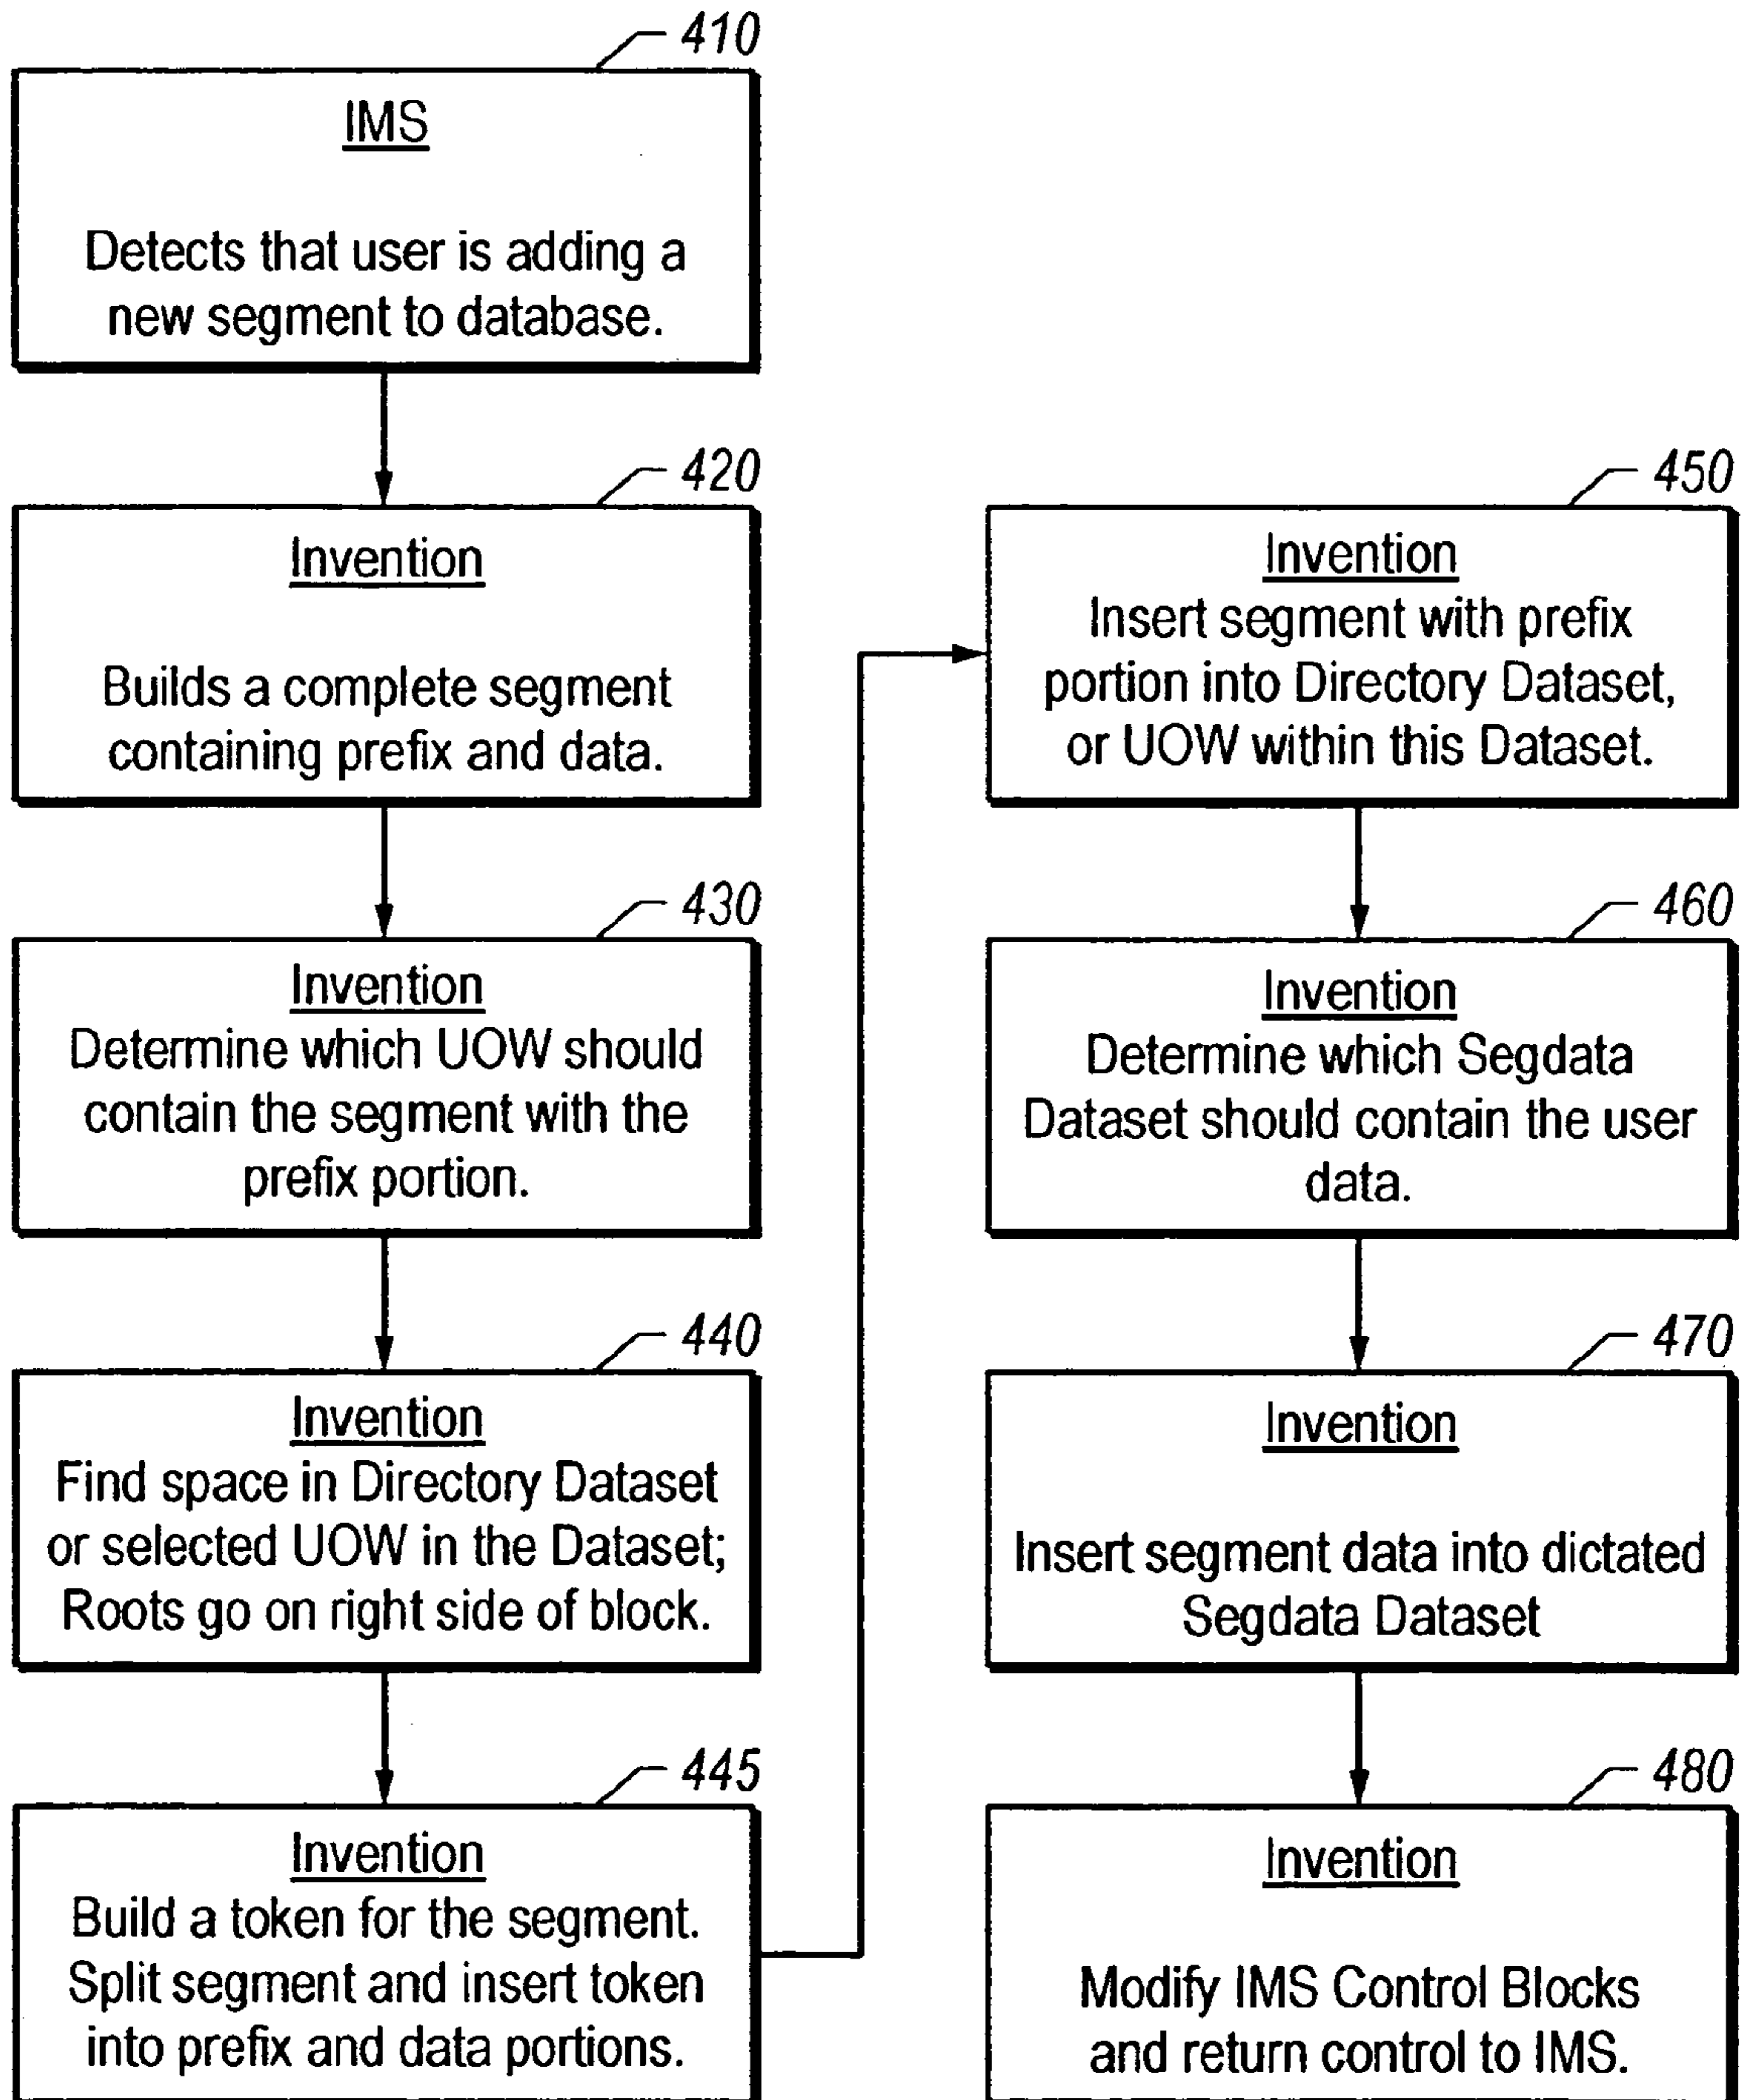 410
IMS
Detects that user is adding a
new segment to database.
420
Invention
Builds a complete segment
containing prefix and data.
430
Invention
Determine which UOW should
contain the segment with the
prefix portion.
440
Invention
Find space in Directory Dataset
or selected UOW in the Dataset;
Roots go on right side of block.
445
Invention
Build a token for the segment.
Split segment and insert token
into prefix and data portions.
450
Invention
Insert segment with prefix
portion into Directory Dataset,
or UOW within this Dataset.
460
Invention
Determine which Segdata
Dataset should contain the user
data.
470
Invention
Insert segment data into dictated
Segdata Dataset
480
Invention
Modify IMS Control Blocks
and return control to IMS.